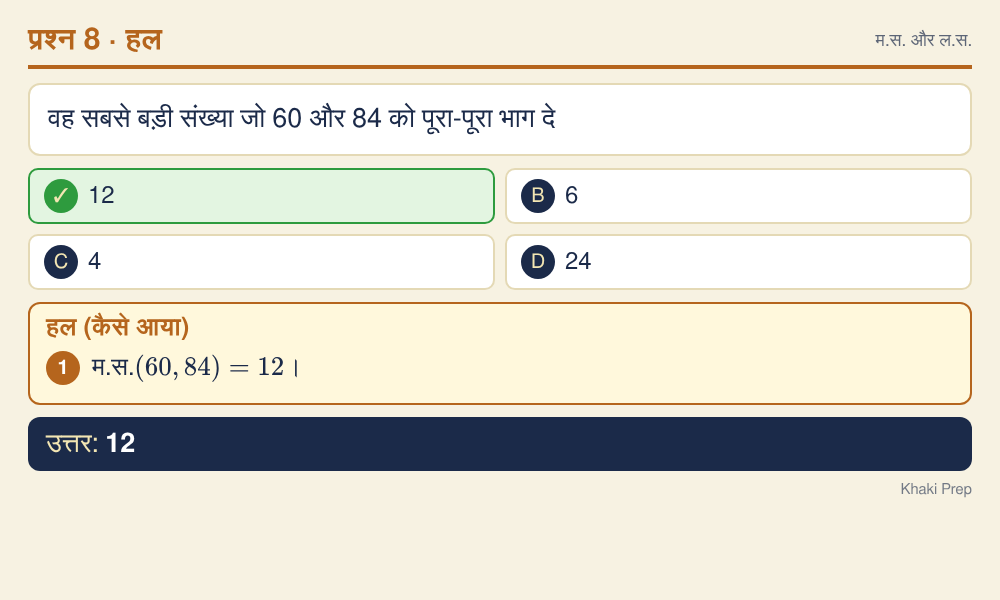 प्रश्न 8 · हल
म.स. और ल.स.
वह सबसे बड़ी संख्या जो 60 और 84 को पूरा-पूरा भाग दे
✓ 12
B 6
C 4
D 24
हल (कैसे आया)
1 म.स.(60, 84) = 12।
उत्तर: 12
Khaki Prep